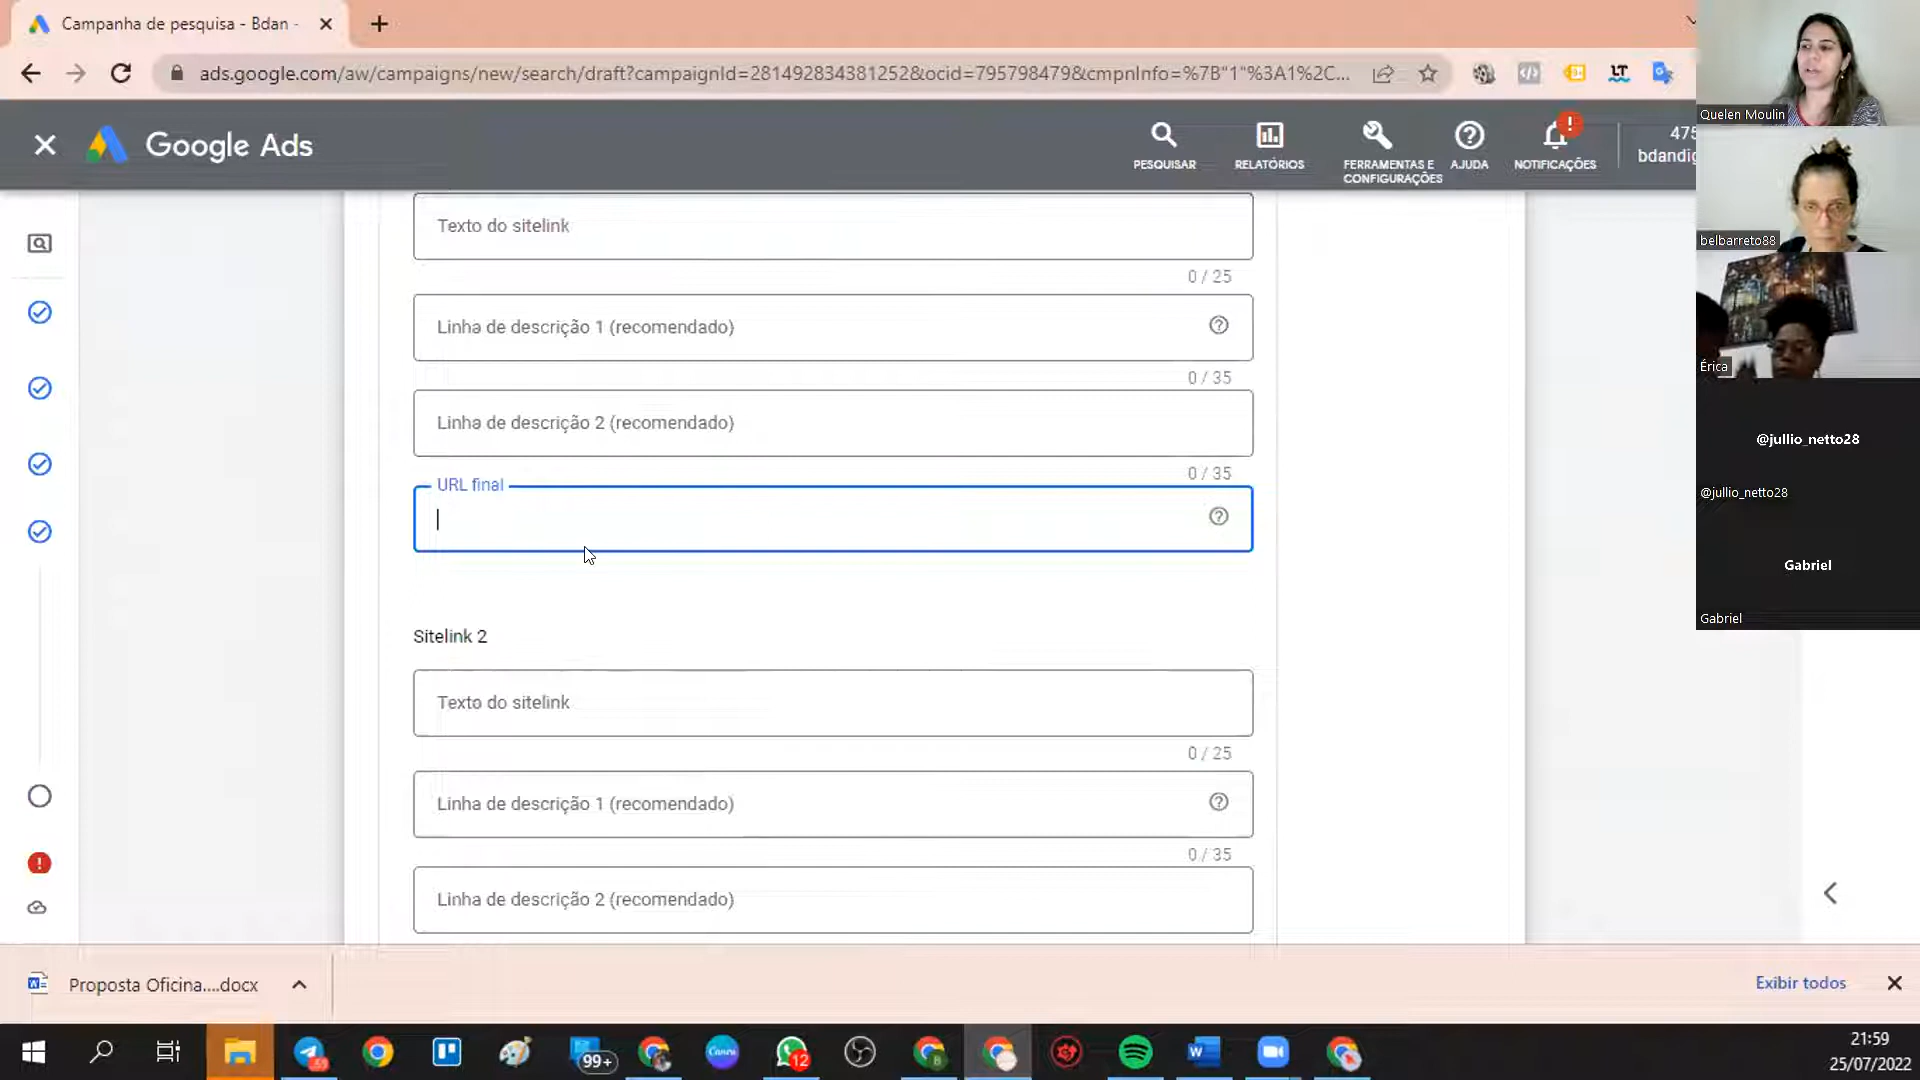 Campanha de pesquisa - Bdan -
ads.google.com/aw/campaigns/new/search/draft?campaignId=281492834381252&ocid=795798479&cmpnInfo=%7B"1"%3A1%2C...
LT
Google Ads
PESQUISAR
RELATÓRIOS
FERRAMENTAS E
CONFIGURAÇÕES
AJUDA
!
NOTIFICAÇÕES
475
bdandig
Quelen Moulin
belbarreto88
Érica
@jullio_netto28
@jullio_netto28
Gabriel
Gabriel
Texto do sitelink
0 / 25
Linha de descrição 1 (recomendado)
0 / 35
Linha de descrição 2 (recomendado)
0 / 35
URL final
Sitelink 2
Texto do sitelink
0 / 25
Linha de descrição 1 (recomendado)
0 / 35
Linha de descrição 2 (recomendado)
!
Proposta Oficina....docx
Exibir todos
99+
Canva
12
W
21:59
25/07/2022